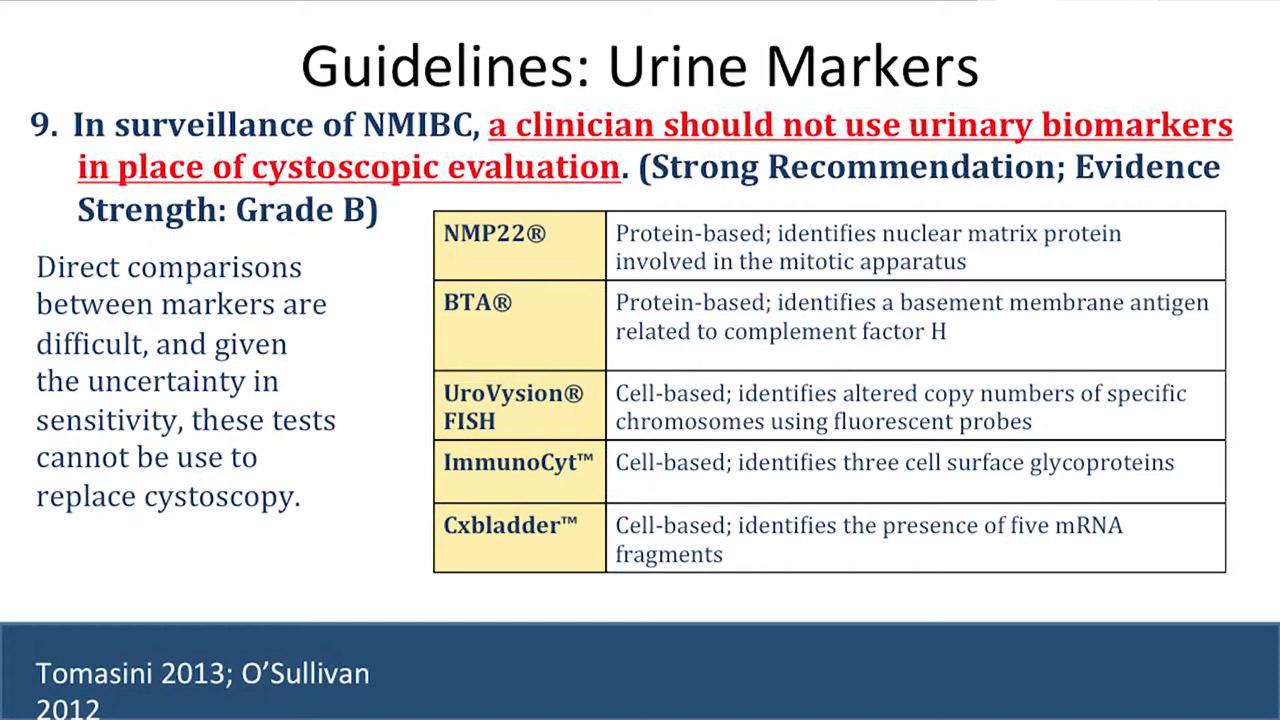 Guidelines: Urine Markers
9. In surveillance of NMIBC, a clinician should not use urinary biomarkers
in place of cystoscopic evaluation. (Strong Recommendation; Evidence
Strength: Grade B)
Direct comparisons
between markers are
difficult, and given
the uncertainty in
sensitivity, these tests
cannot be use to
replace cystoscopy.
NMP22®
Protein-based; identifies nuclear matrix protein
involved in the mitotic apparatus
BTA®
Protein-based; identifies a basement membrane antigen
related to complement factor H
UroVysion®
FISH
Cell-based; identifies altered copy numbers of specific
chromosomes using fluorescent probes
ImmunoCyt™
Cell-based; identifies three cell surface glycoproteins
Cxbladder™
Cell-based; identifies the presence of five mRNA
fragments
Tomasini 2013; O’Sullivan
2012